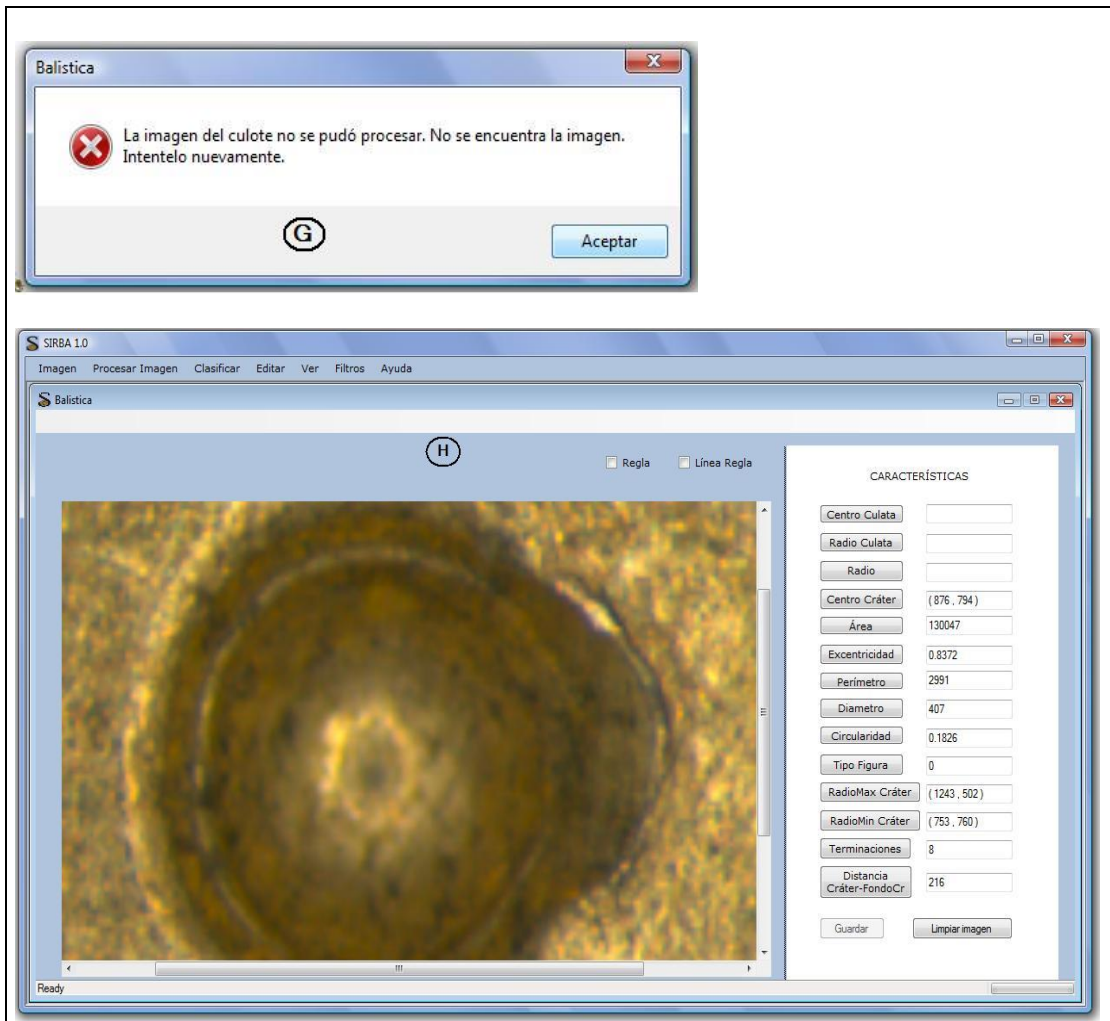 Balistica
La imagen del culote no se pudó procesar. No se encuentra la imagen.
Intentelo nuevamente.
G
Aceptar
SIRBA 1.0
Imagen Procesar Imagen Clasificar Editar Ver Filtros Ayuda
Balistica
H
Regla Línea Regla
CARACTERÍSTICAS
Centro Culata
Radio Culata
Radio
Centro Cráter (876 , 794)
Área 130047
Excentricidad 0.8372
Perímetro 2991
Diametro 407
Circularidad 0.1826
Tipo Figura 0
RadioMax Cráter (1243 , 502)
RadioMin Cráter (753 , 760)
Terminaciones 8
Distancia
Cráter-FondoCr 216
Guardar Limpiar imagen
Ready